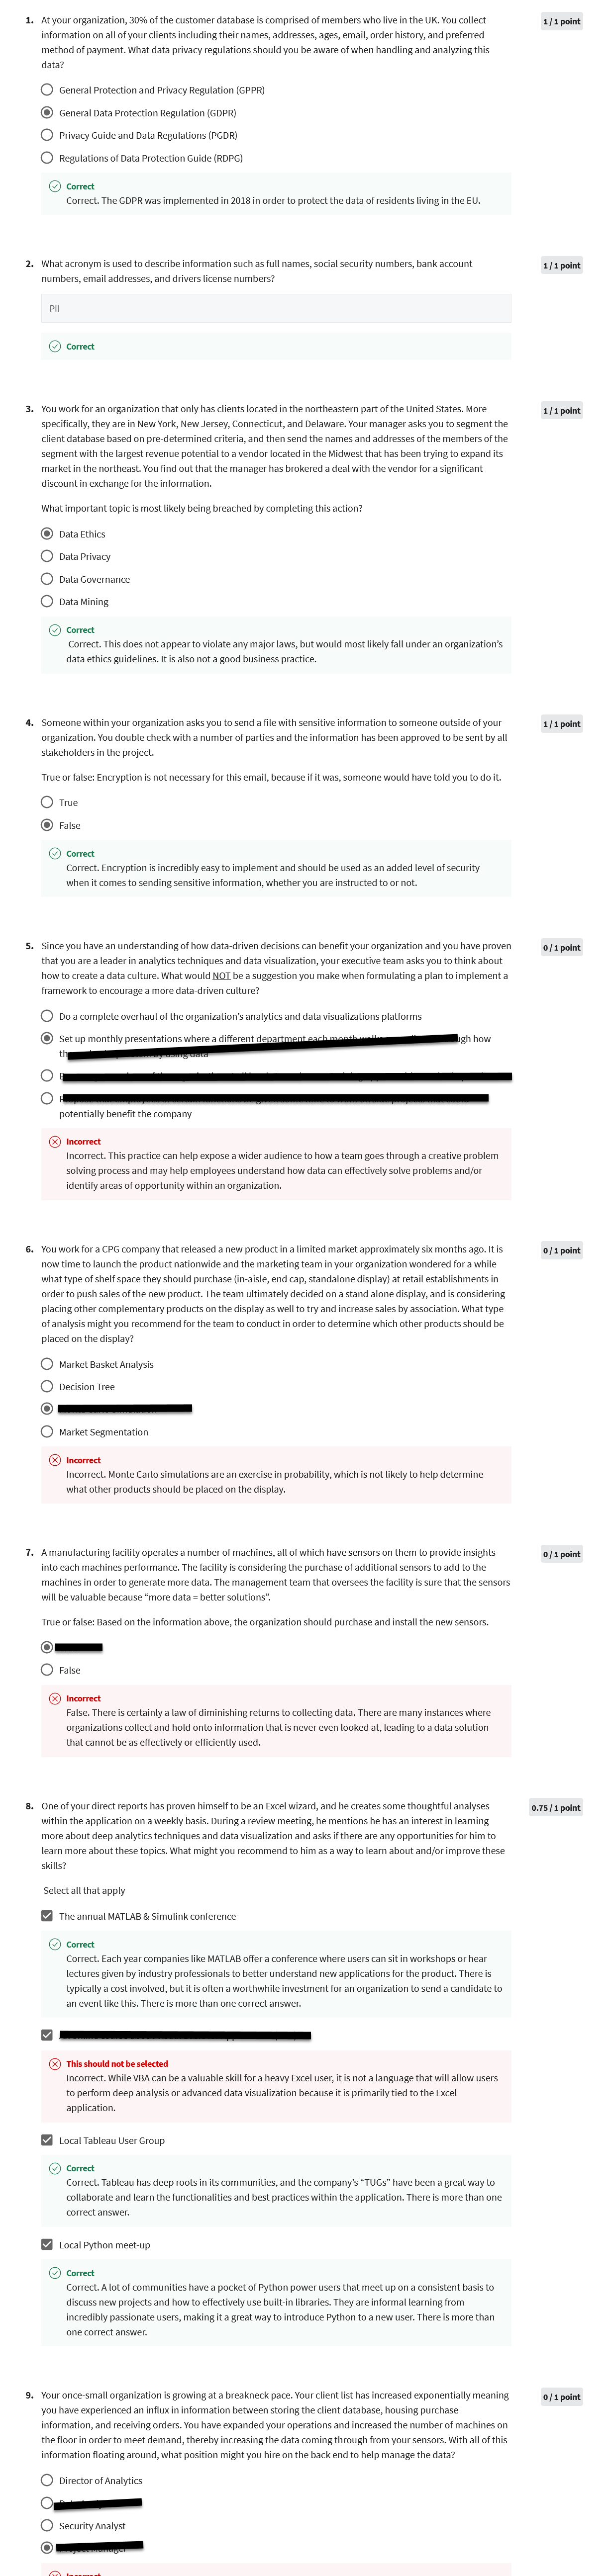 1. At your organization, 30% of the customer database is comprised of members who live in the UK. You collect
1 / 1 point
information on all of your clients including their names, addresses, ages, email, order history, and preferred
method of payment. What data privacy regulations should you be aware of when handling and analyzing this
data?
General Protection and Privacy Regulation (GPPR)
General Data Protection Regulation (GDPR)
Privacy Guide and Data Regulations (PGDR)
Regulations of Data Protection Guide (RDPG)
Correct
Correct. The GDPR was implemented in 2018 in order to protect the data of residents living in the EU.
2. What acronym is used to describe information such as full names, social security numbers, bank account
1 / 1 point
numbers, email addresses, and drivers license numbers?
PII
Correct
3. You work for an organization that only has clients located in the northeastern part of the United States. More
1 / 1 point
specifically, they are in New York, New Jersey, Connecticut, and Delaware. Your manager asks you to segment the
client database based on pre-determined criteria, and then send the names and addresses of the members of the
segment with the largest revenue potential to a vendor located in the Midwest that has been trying to expand its
market in the northeast. You find out that the manager has brokered a deal with the vendor for a significant
discount in exchange for the information.
What important topic is most likely being breached by completing this action?
Data Ethics
Data Privacy
Data Governance
Data Mining
Correct
Correct. This does not appear to violate any major laws, but would most likely fall under an organization's
data ethics guidelines. It is also not a good business practice.
4. Someone within your organization asks you to send a file with sensitive information to someone outside of your
1 / 1 point
organization. You double check with a number of parties and the information has been approved to be sent by all
stakeholders in the project.
True or false: Encryption is not necessary for this email, because if it was, someone would have told you to do it.
True
False
Correct
Correct. Encryption is incredibly easy to implement and should be used as an added level of security
when it comes to sending sensitive information, whether you are instructed to or not.
5. Since you have an understanding of how data-driven decisions can benefit your organization and you have proven
0 / 1 point
that you are a leader in analytics techniques and data visualization, your executive team asks you to think about
how to create a data culture. What would NOT be a suggestion you make when formulating a plan to implement a
framework to encourage a more data-driven culture?
Do a complete overhaul of the organization's analytics and data visualizations platforms
Set up monthly presentations where a different department each month how
using data
potentially benefit the company
Incorrect
Incorrect. This practice can help expose a wider audience to how a team goes through a creative problem
solving process and may help employees understand how data can effectively solve problems and/or
identify areas of opportunity within an organization.
6. You work for a CPG company that released a new product in a limited market approximately six months ago. It is
0 / 1 point
now time to launch the product nationwide and the marketing team in your organization wondered for a while
what type of shelf space they should purchase (in-aisle, end cap, standalone display) at retail establishments in
order to push sales of the new product. The team ultimately decided on a stand alone display, and is considering
placing other complementary products on the display as well to try and increase sales by association. What type
of analysis might you recommend for the team to conduct in order to determine which other products should be
placed on the display?
Market Basket Analysis
Decision Tree
Market Segmentation
Incorrect
Incorrect. Monte Carlo simulations are an exercise in probability, which is not likely to help determine
what other products should be placed on the display.
7. A manufacturing facility operates a number of machines, all of which have sensors on them to provide insights
0 / 1 point
into each machines performance. The facility is considering the purchase of additional sensors to add to the
machines in order to generate more data. The management team that oversees the facility is sure that the sensors
will be valuable because “more data = better solutions”.
True or false: Based on the information above, the organization should purchase and install the new sensors.
False
Incorrect
False. There is certainly a law of diminishing returns to collecting data. There are many instances where
organizations collect and hold onto information that is never even looked at, leading to a data solution
that cannot be as effectively or efficiently used.
8. One of your direct reports has proven himself to be an Excel wizard, and he creates some thoughtful analyses
0.75 / 1 point
within the application on a weekly basis. During a review meeting, he mentions he has an interest in learning
more about deep analytics techniques and data visualization and asks if there are any opportunities for him to
learn more about these topics. What might you recommend to him as a way to learn about and/or improve these
skills?
Select all that apply
The annual MATLAB & Simulink conference
Correct
Correct. Each year companies like MATLAB offer a conference where users can sit in workshops or hear
lectures given by industry professionals to better understand new applications for the product. There is
typically a cost involved, but it is often a worthwhile investment for an organization to send a candidate to
an event like this. There is more than one correct answer.
This should not be selected
Incorrect. While VBA can be a valuable skill for a heavy Excel user, it is not a language that will allow users
to perform deep analysis or advanced data visualization because it is primarily tied to the Excel
application.
Local Tableau User Group
Correct
Correct. Tableau has deep roots in its communities, and the company's “TUGs” have been a great way to
collaborate and learn the functionalities and best practices within the application. There is more than one
correct answer.
Local Python meet-up
Correct
Correct. A lot of communities have a pocket of Python power users that meet up on a consistent basis to
discuss new projects and how to effectively use built-in libraries. They are informal learning from
incredibly passionate users, making it a great way to introduce Python to a new user. There is more than
one correct answer.
9. Your once-small organization is growing at a breakneck pace. Your client list has increased exponentially meaning
0 / 1 point
you have experienced an influx in information between storing the client database, housing purchase
information, and receiving orders. You have expanded your operations and increased the number of machines on
the floor in order to meet demand, thereby increasing the data coming through from your sensors. With all of this
information floating around, what position might you hire on the back end to help manage the data?
Director of Analytics
Security Analyst